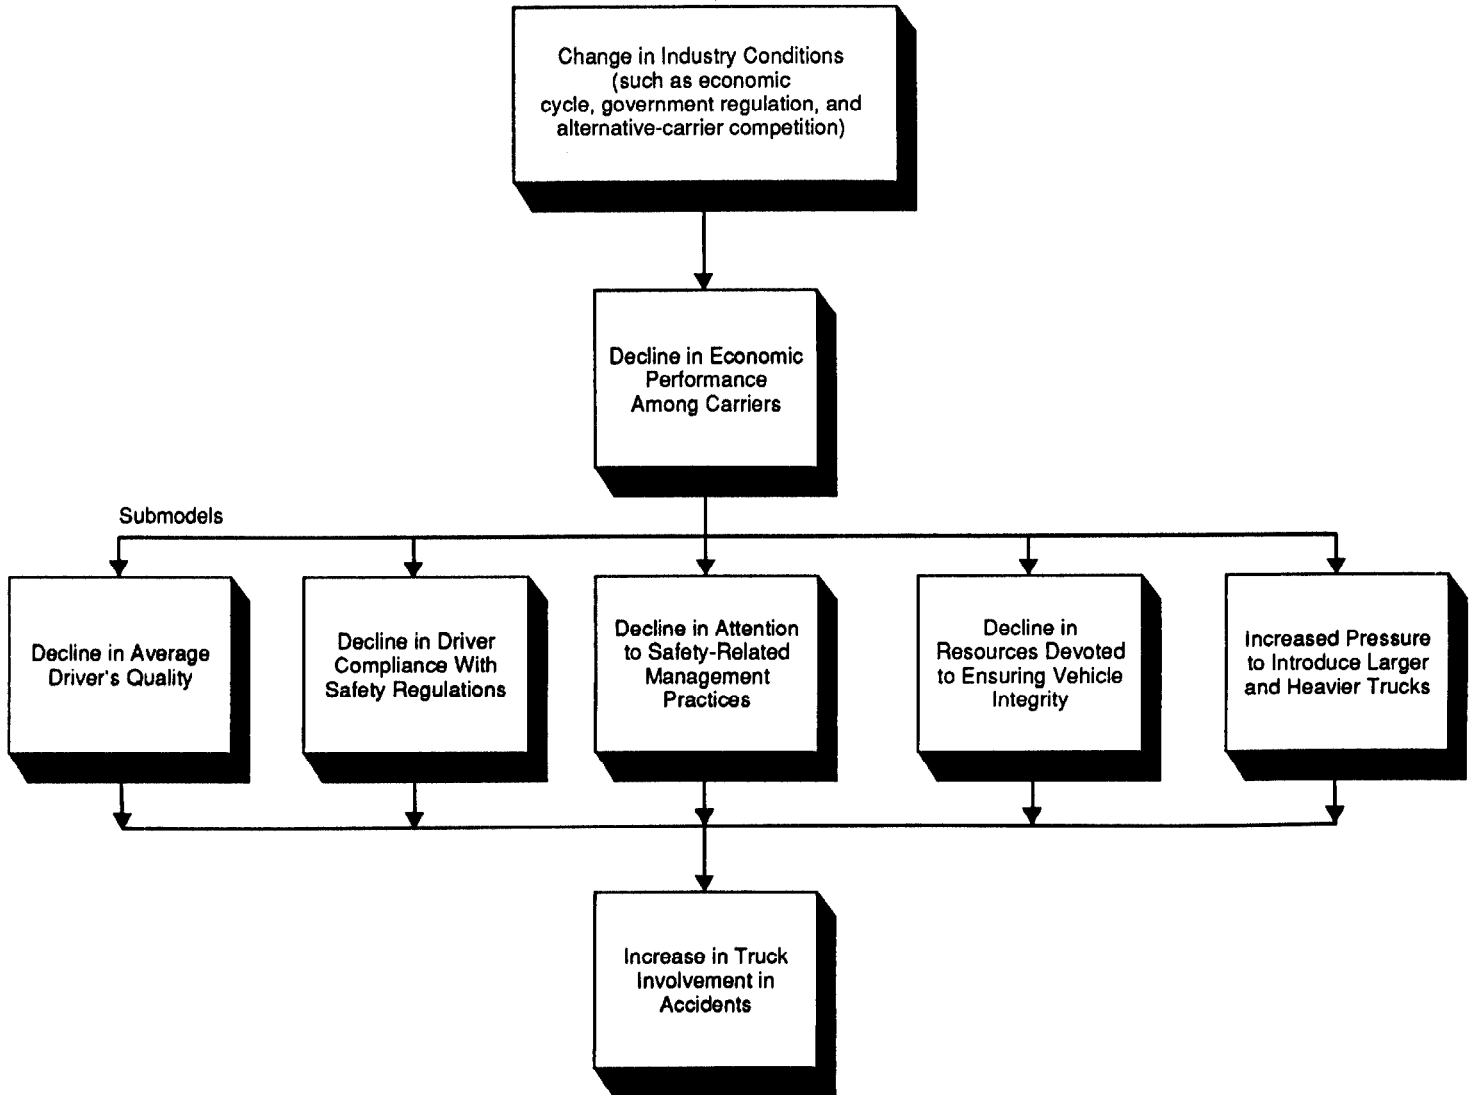 Change in Industry Conditions
(such as economic
cycle, government regulation, and
alternative-carrier competition)
Decline in Economic
Performance
Among Carriers
Submodels
Decline in Average
Driver's Quality
Decline in Driver
Compliance With
Safety Regulations
Decline in Attention
to Safety-Related
Management
Practices
Decline in
Resources Devoted
to Ensuring Vehicle
Integrity
Increased Pressure
to Introduce Larger
and Heavier Trucks
Increase in Truck
Involvement in
Accidents